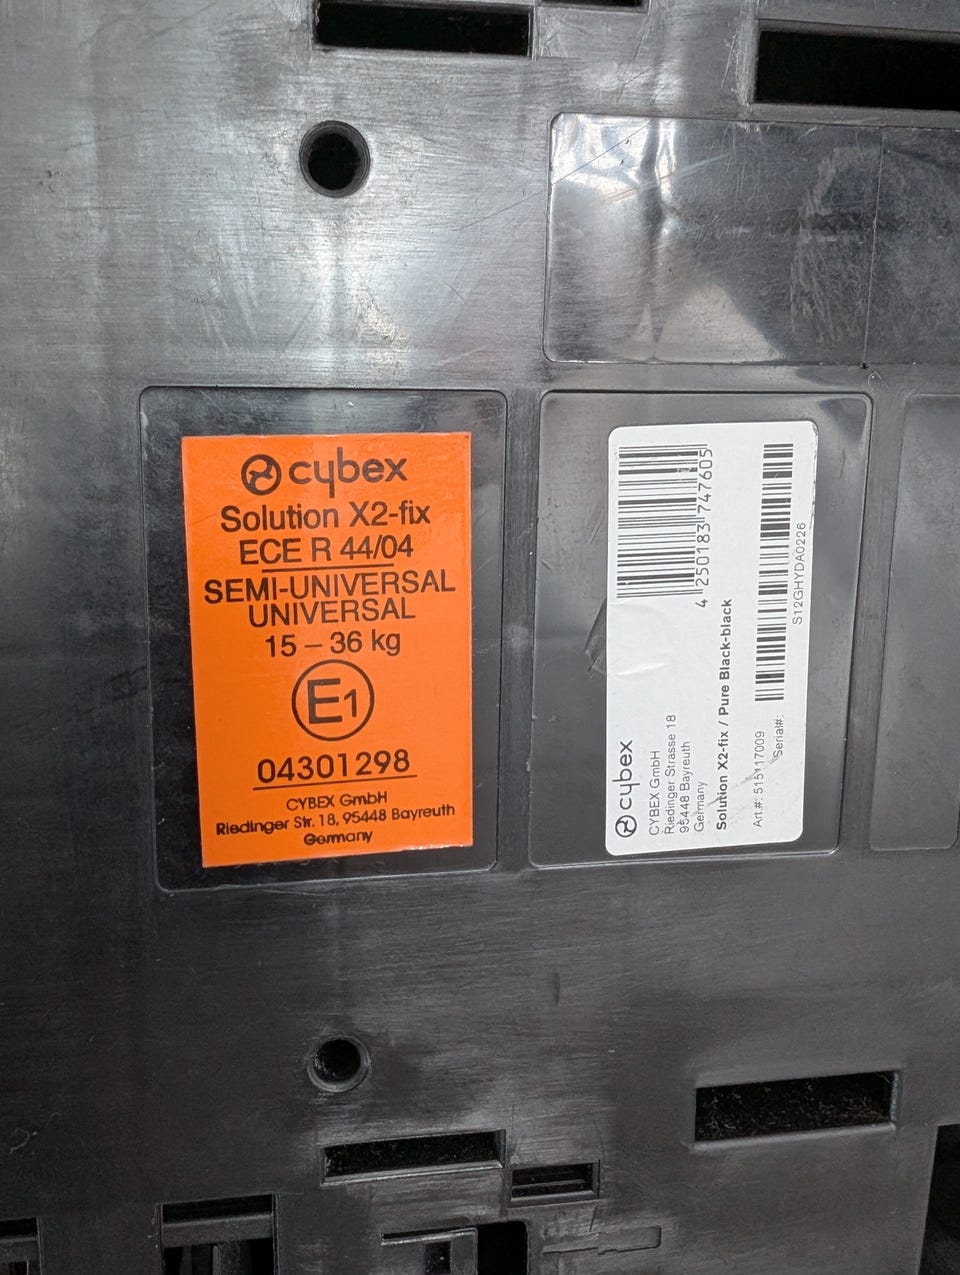 cybex
Solution X2-fix
ECE R 44/04
SEMI-UNIVERSAL
UNIVERSAL
15 – 36 kg
E1
04301298
CYBEX GmbH
Riedinger Str. 18, 95448 Bayreuth
Germany
4 250183 747605
cybex
CYBEX GmbH
Riedinger Strasse 18
95448 Bayreuth
Germany
Solution X2-fix / Pure Black-black
Art.#: 515117009
Serial#:
S12GHYDA0226